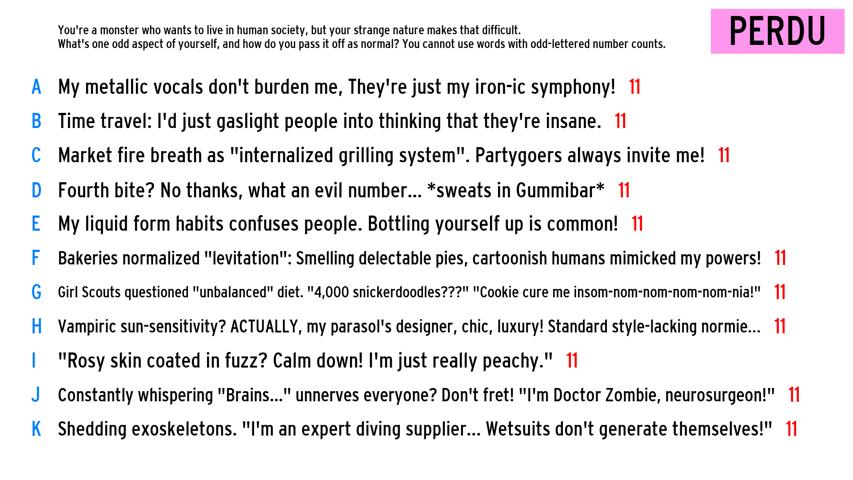 You're a monster who wants to live in human society, but your strange nature makes that difficult.
What's one odd aspect of yourself, and how do you pass it off as normal? You cannot use words with odd-lettered number counts.
PERDU
A My metallic vocals don't burden me, They're just my iron-ic symphony! 11
B Time travel: I'd just gaslight people into thinking that they're insane. 11
C Market fire breath as "internalized grilling system". Partygoers always invite me! 11
D Fourth bite? No thanks, what an evil number... *sweats in Gummibar* 11
E My liquid form habits confuses people. Bottling yourself up is common! 11
F Bakeries normalized "levitation": Smelling delectable pies, cartoonish humans mimicked my powers! 11
G Girl Scouts questioned "unbalanced" diet. "4,000 snickerdoodles???" "Cookie cure me insom-nom-nom-nom-nom-nia!" 11
H Vampiric sun-sensitivity? ACTUALLY, my parasol's designer, chic, luxury! Standard style-lacking normie... 11
I "Rosy skin coated in fuzz? Calm down! I'm just really peachy." 11
J Constantly whispering "Brains..." unnerves everyone? Don't fret! "I'm Doctor Zombie, neurosurgeon!" 11
K Shedding exoskeletons. "I'm an expert diving supplier... Wetsuits don't generate themselves!" 11